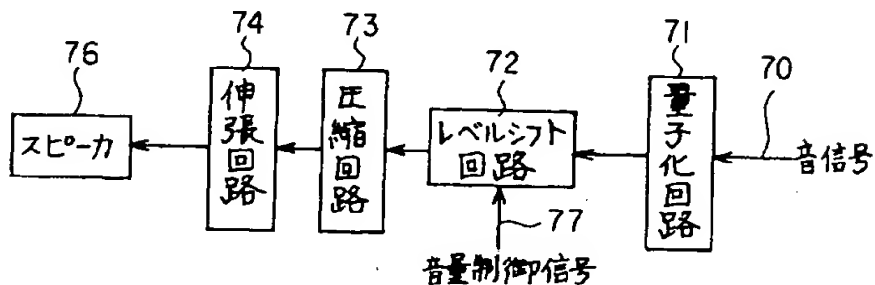 76
スピーカ
74
伸張回路
73
圧縮回路
72
レベルシフト
回路
77
音量制御信号
71
量子化回路
70
音信号